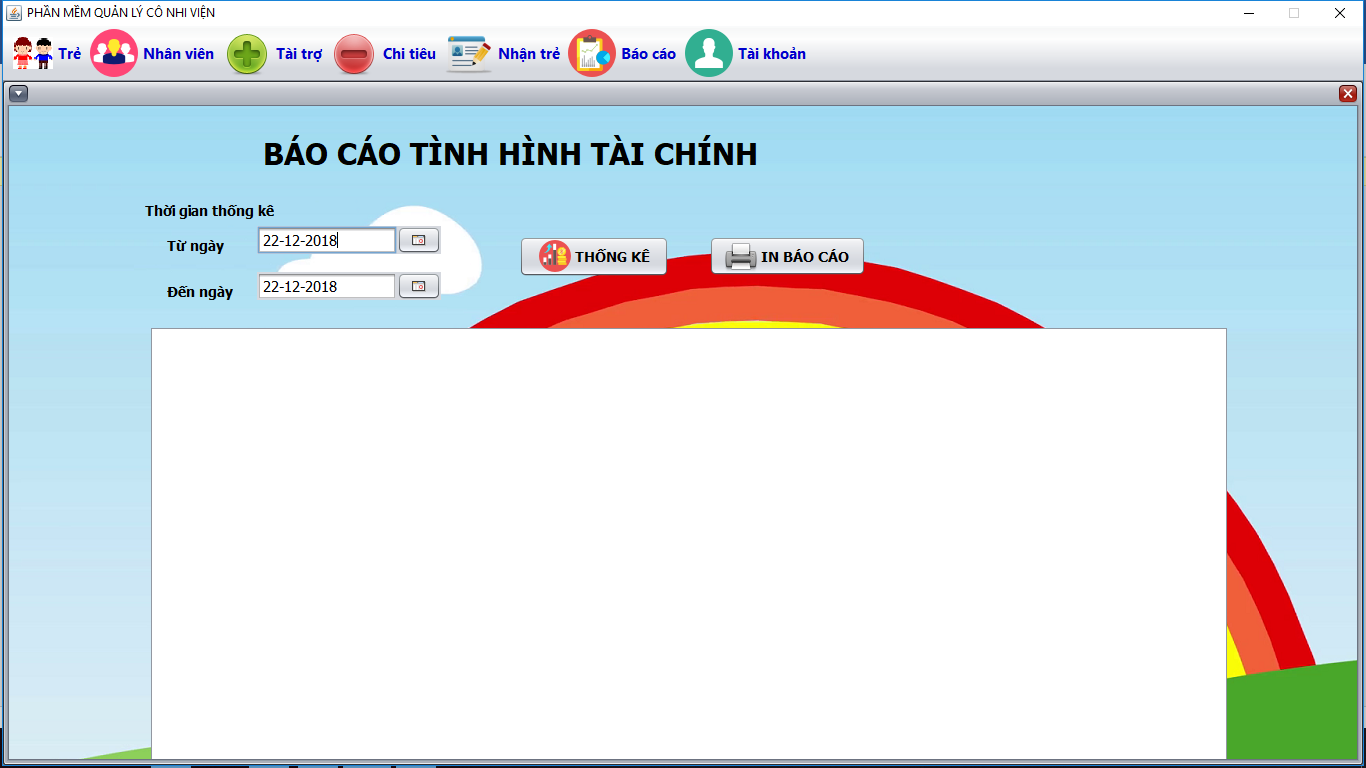 PHẦN MỀM QUẢN LÝ CÔ NHI VIỆN
Trẻ Nhân viên Tài trợ Chi tiêu Nhận trẻ Báo cáo Tài khoản
BÁO CÁO TÌNH HÌNH TÀI CHÍNH
Thời gian thống kê
Từ ngày 22-12-2018
THỐNG KÊ IN BÁO CÁO
Đến ngày 22-12-2018